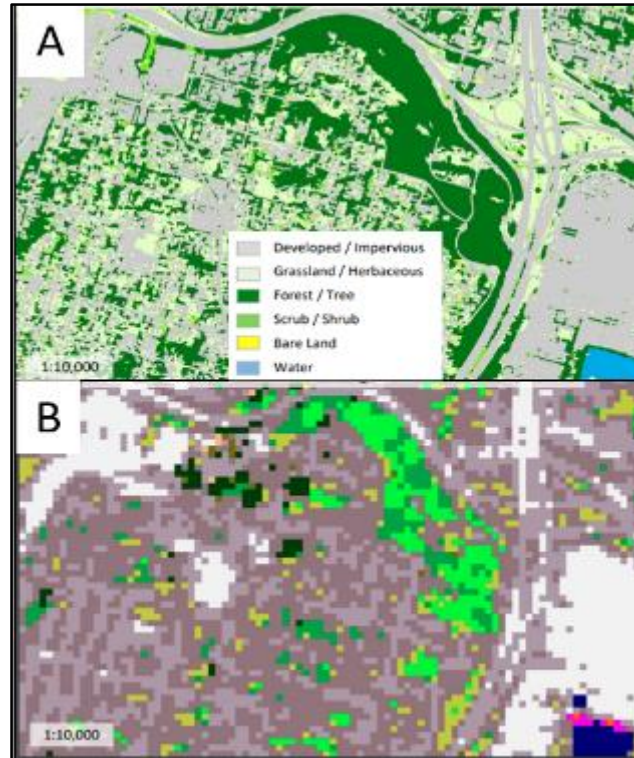 A
Developed / Impervious
Grassland / Herbaceous
Forest / Tree
Scrub / Shrub
Bare Land
Water
1:10,000
B
1:10,000